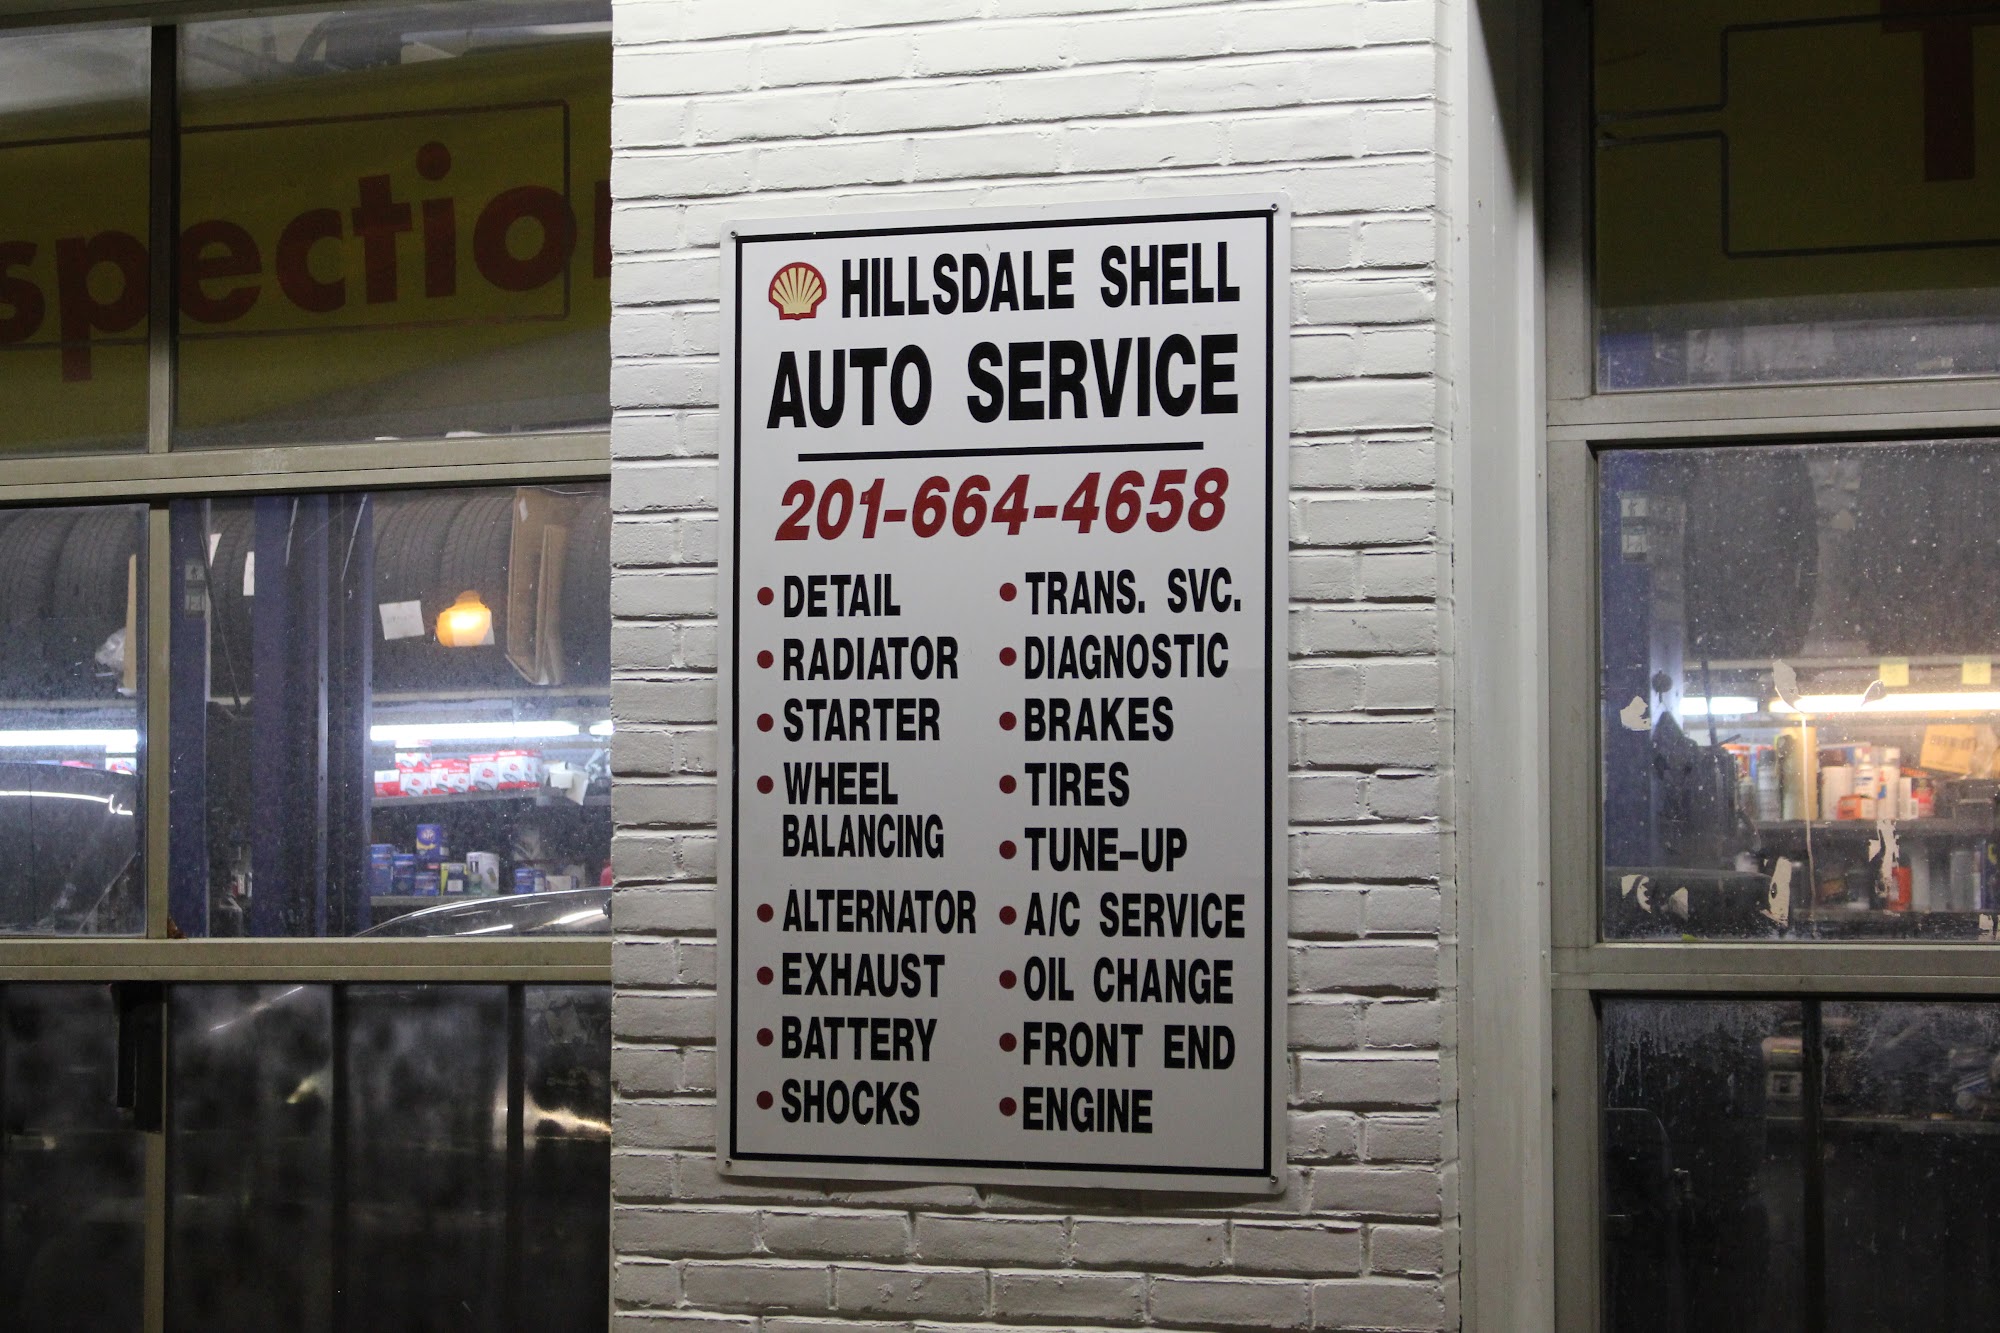 spection
HILLSDALE SHELL
AUTO SERVICE
201-664-4658
• DETAIL
• RADIATOR
• STARTER
• WHEEL
BALANCING
• ALTERNATOR
• EXHAUST
• BATTERY
• SHOCKS
• TRANS. SVC.
• DIAGNOSTIC
• BRAKES
• TIRES
• TUNE-UP
• A/C SERVICE
• OIL CHANGE
• FRONT END
• ENGINE
T